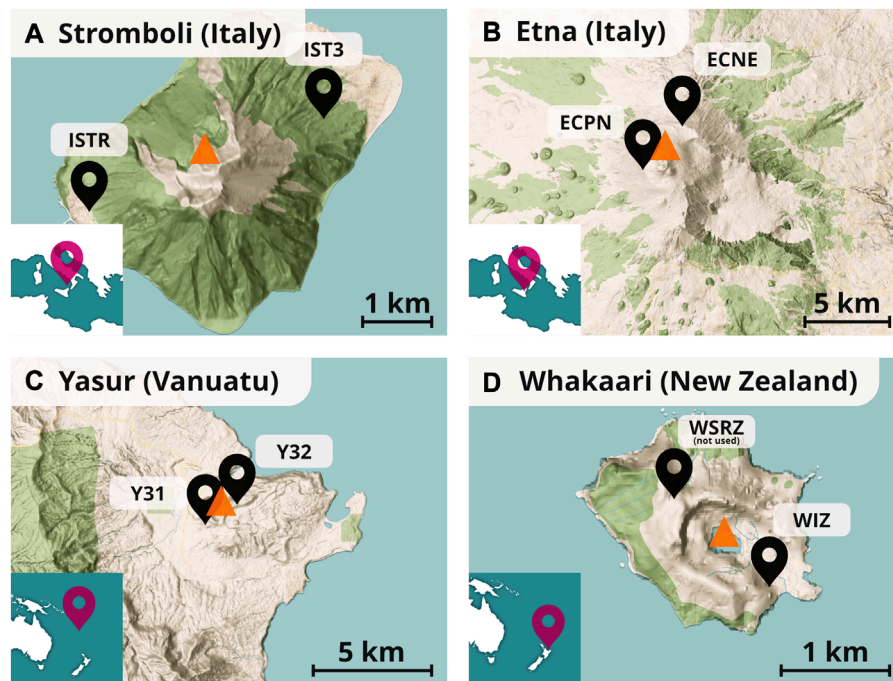 A Stromboli (Italy)
IST3
ISTR
1 km
B Etna (Italy)
ECNE
ECPN
5 km
C Yasur (Vanuatu)
Y32
Y31
5 km
D Whakaari (New Zealand)
WSRZ
(not used)
WIZ
1 km